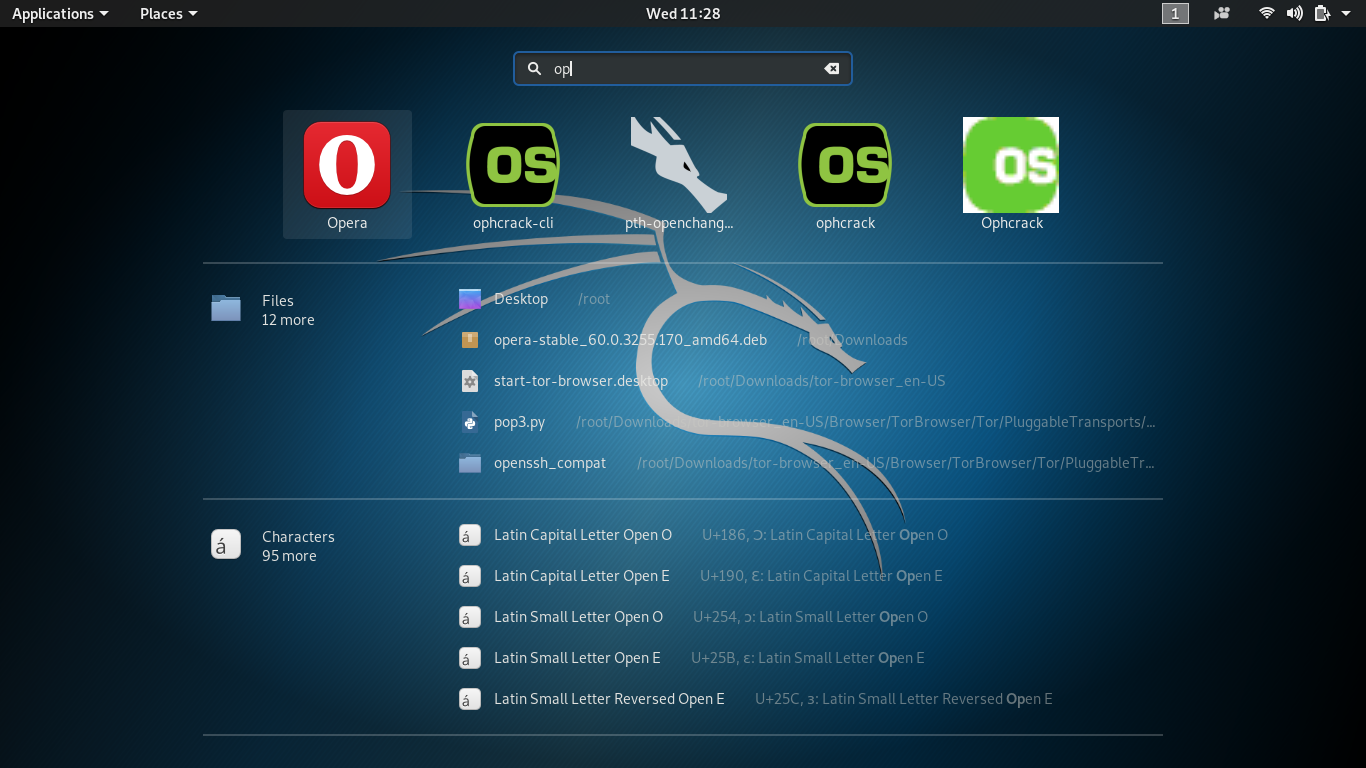 Applications Places Wed 11:28 1
op
Opera ophcrack-cli pth-openchang... ophcrack Ophcrack
Files
12 more
Desktop /root
opera-stable_60.0.3255.170_amd64.deb /root/Downloads
start-tor-browser.desktop /root/Downloads/tor-browser_en-US
pop3.py /root/Downloads/tor-browser_en-US/Browser/TorBrowser/Tor/PluggableTransports/...
openssh_compat /root/Downloads/tor-browser_en-US/Browser/TorBrowser/Tor/PluggableTr...
Characters
95 more
Latin Capital Letter Open O U+186, Ɔ: Latin Capital Letter Open O
Latin Capital Letter Open E U+190, Ɛ: Latin Capital Letter Open E
Latin Small Letter Open O U+254, ɔ: Latin Small Letter Open O
Latin Small Letter Open E U+25B, ɛ: Latin Small Letter Open E
Latin Small Letter Reversed Open E U+25C, ɜ: Latin Small Letter Reversed Open E